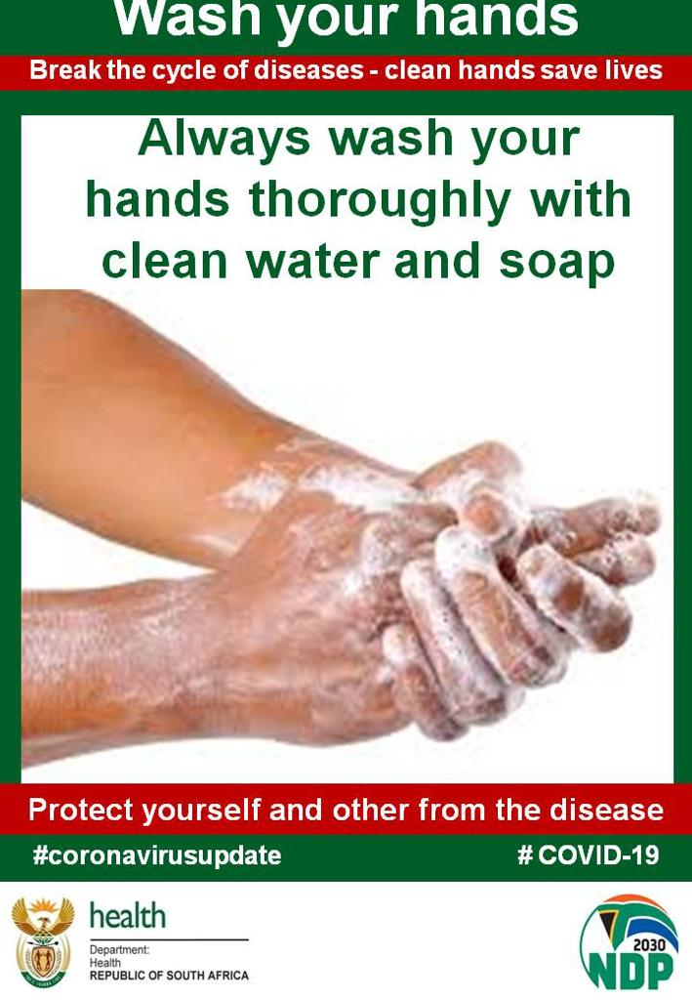 Wash your hands
Break the cycle of diseases - clean hands save lives
Always wash your
hands thoroughly with
clean water and soap
Protect yourself and other from the disease
#coronavirusupdate # COVID-19
health
Department:
Health
REPUBLIC OF SOUTH AFRICA
2030
NDP